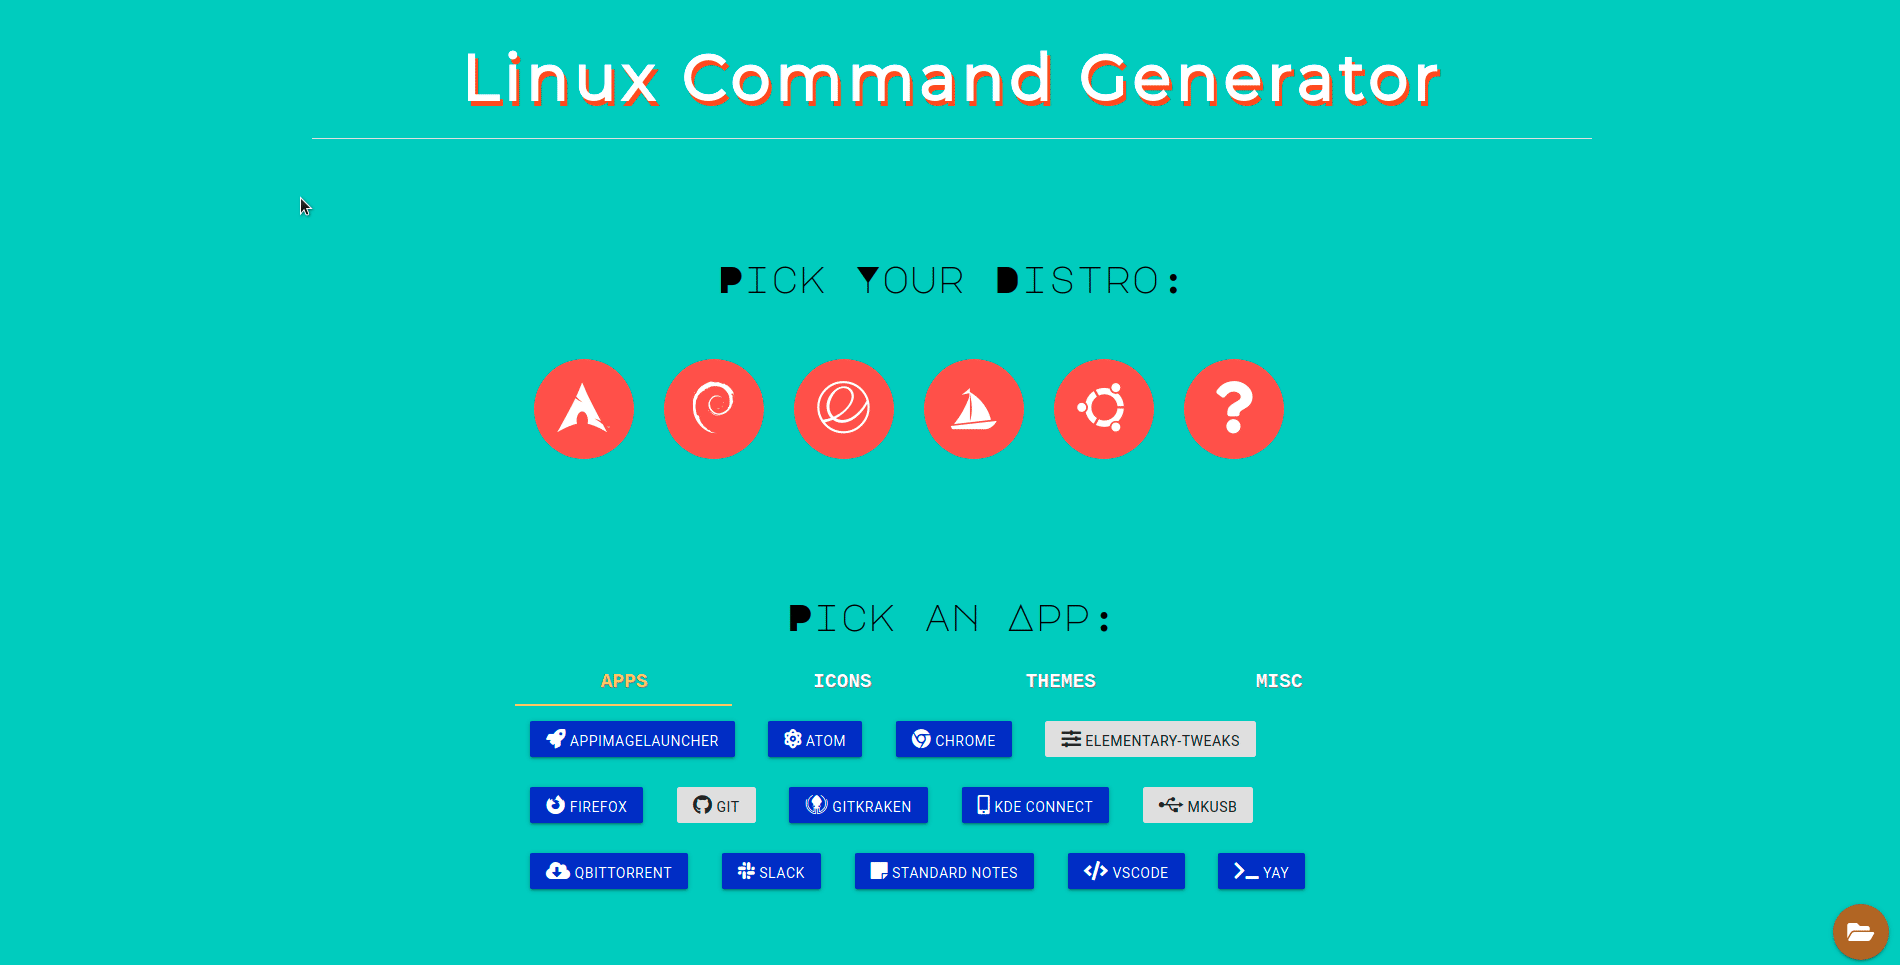 Linux Command Generator
Pick Your Distro:
Pick an App:
APPS ICONS THEMES MISC
APPIMAGELAUNCHER ATOM CHROME ELEMENTARY-TWEAKS
FIREFOX GIT GITKRAKEN KDE CONNECT MKUSB
QBITTORRENT SLACK STANDARD NOTES VSCODE YAY